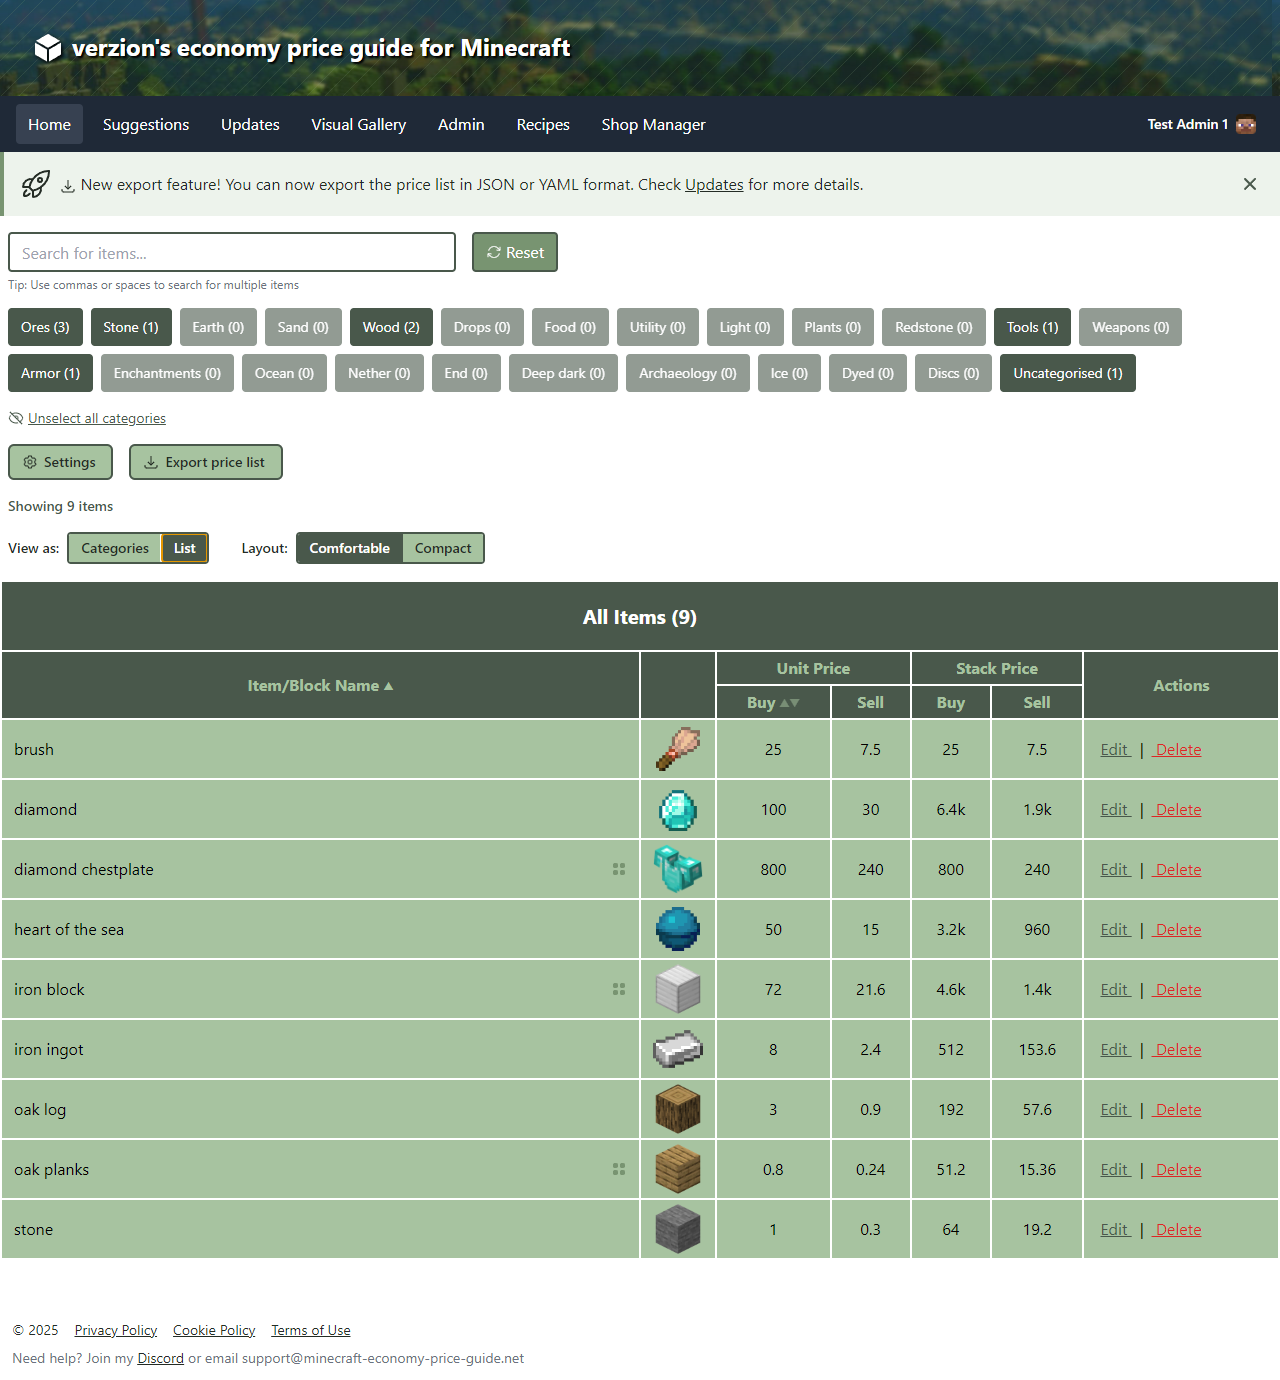 verzion's economy price guide for Minecraft
Home Suggestions Updates Visual Gallery Admin Recipes Shop Manager Test Admin 1
New export feature! You can now export the price list in JSON or YAML format. Check Updates for more details.
Search for items...
Reset
Tip: Use commas or spaces to search for multiple items
Ores (3) Stone (1) Earth (0) Sand (0) Wood (2) Drops (0) Food (0) Utility (0) Light (0) Plants (0) Redstone (0) Tools (1) Weapons (0)
Armor (1) Enchantments (0) Ocean (0) Nether (0) End (0) Deep dark (0) Archaeology (0) Ice (0) Dyed (0) Discs (0) Uncategorised (1)
Unselect all categories
Settings Export price list
Showing 9 items
View as: Categories List Layout: Comfortable Compact
All Items (9)
Item/Block Name Unit Price Stack Price Actions
Buy Sell Buy Sell
brush 25 7.5 25 7.5 Edit | Delete
diamond 100 30 6.4k 1.9k Edit | Delete
diamond chestplate 800 240 800 240 Edit | Delete
heart of the sea 50 15 3.2k 960 Edit | Delete
iron block 72 21.6 4.6k 1.4k Edit | Delete
iron ingot 8 2.4 512 153.6 Edit | Delete
oak log 3 0.9 192 57.6 Edit | Delete
oak planks 0.8 0.24 51.2 15.36 Edit | Delete
stone 1 0.3 64 19.2 Edit | Delete
© 2025 Privacy Policy Cookie Policy Terms of Use
Need help? Join my Discord or email support@minecraft-economy-price-guide.net